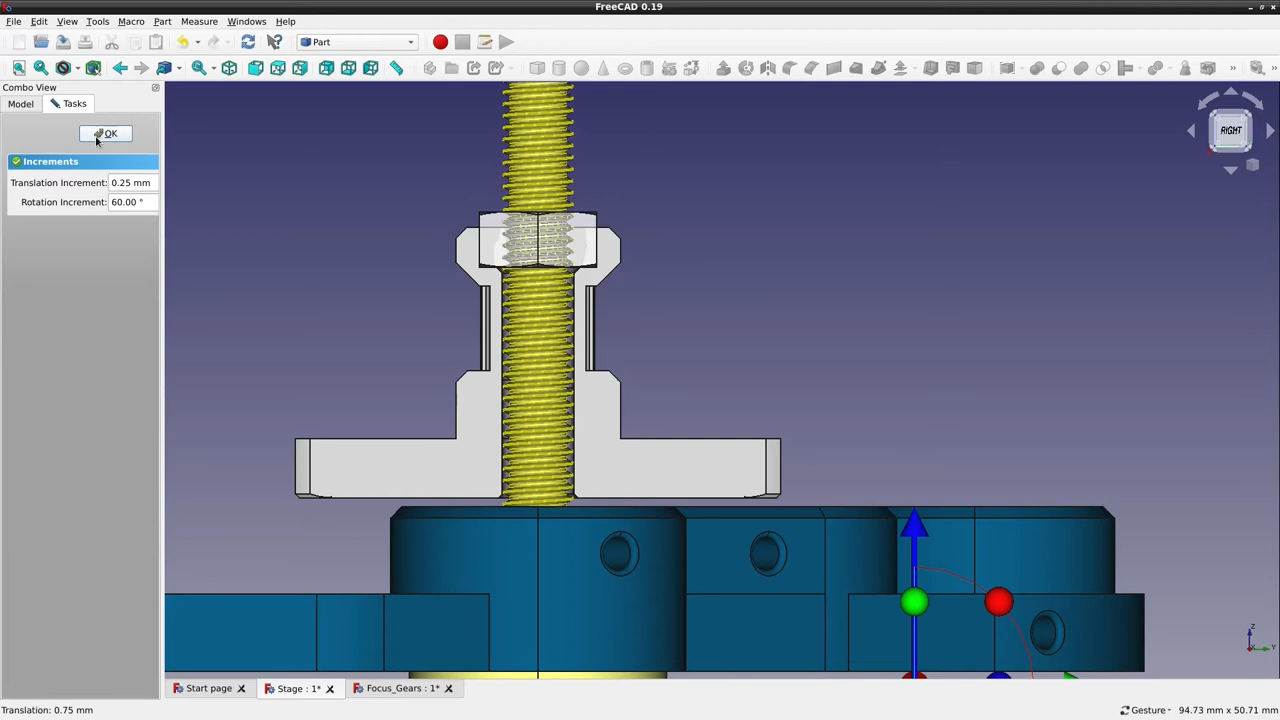 FreeCAD 0.19
File Edit View Tools Macro Part Measure Windows Help
Part
Combo View
Model Tasks
OK
Increments
Translation Increment: 0.25 mm
Rotation Increment: 60.00 °
RIGHT
Z
Y
X
Start page Stage : 1* Focus_Gears : 1*
Translation: 0.75 mm Gesture 94.73 mm x 50.71 mm